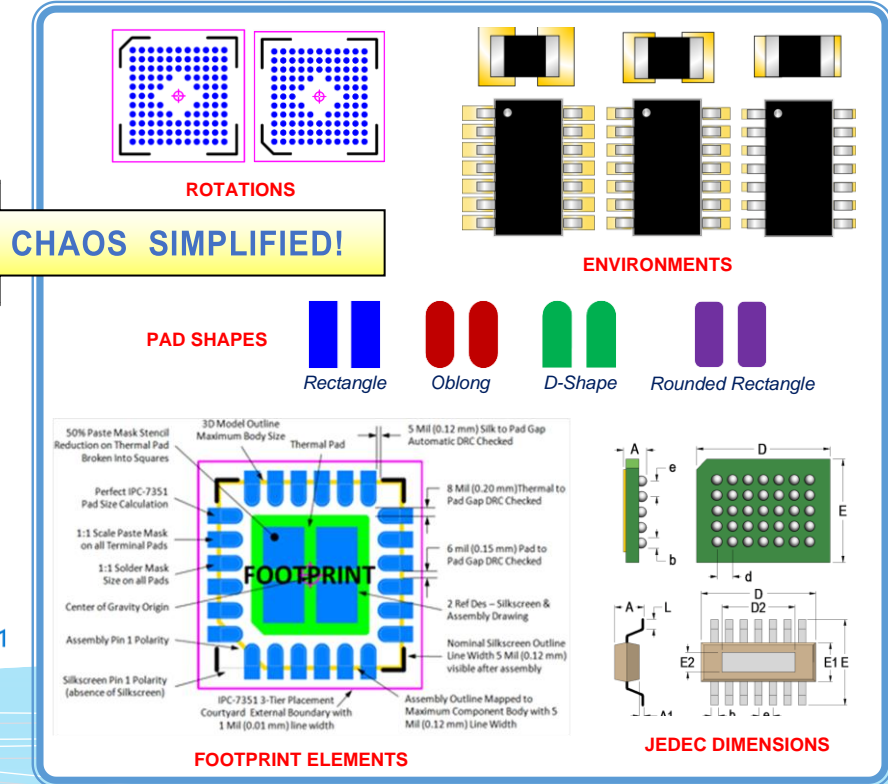 ROTATIONS
CHAOS SIMPLIFIED!
ENVIRONMENTS
PAD SHAPES
Rectangle
Oblong
D-Shape
Rounded Rectangle
50% Paste Mask Stencil
Reduction on Thermal Pad
Broken Into Squares
3D Model Outline
Maximum Body Size
Thermal Pad
5 Mil (0.12 mm) Silk to Pad Gap
Automatic DRC Checked
Perfect IPC-7351
Pad Size Calculation
8 Mil (0.20 mm)Thermal to
Pad Gap DRC Checked
1:1 Scale Paste Mask
on all Terminal Pads
6 mil (0.15 mm) Pad to
Pad Gap DRC Checked
1:1 Solder Mask
Size on all Pads
FOOTPRINT
Center of Gravity Origin
2 Ref Des – Silkscreen &
Assembly Drawing
Assembly Pin 1 Polarity
Nominal Silkscreen Outline
Line Width 5 Mil (0.12 mm)
visible after assembly
Silkscreen Pin 1 Polarity
(absence of Silkscreen)
IPC-7351 3-Tier Placement
Courtyard External Boundary with
1 Mil (0.01 mm) line width
Assembly Outline Mapped to
Maximum Component Body with 5
Mil (0.12 mm) Line Width
FOOTPRINT ELEMENTS
A
D
e
E
b
d
D
A
L
D2
E2
E1
E
A1
b
e
JEDEC DIMENSIONS
1